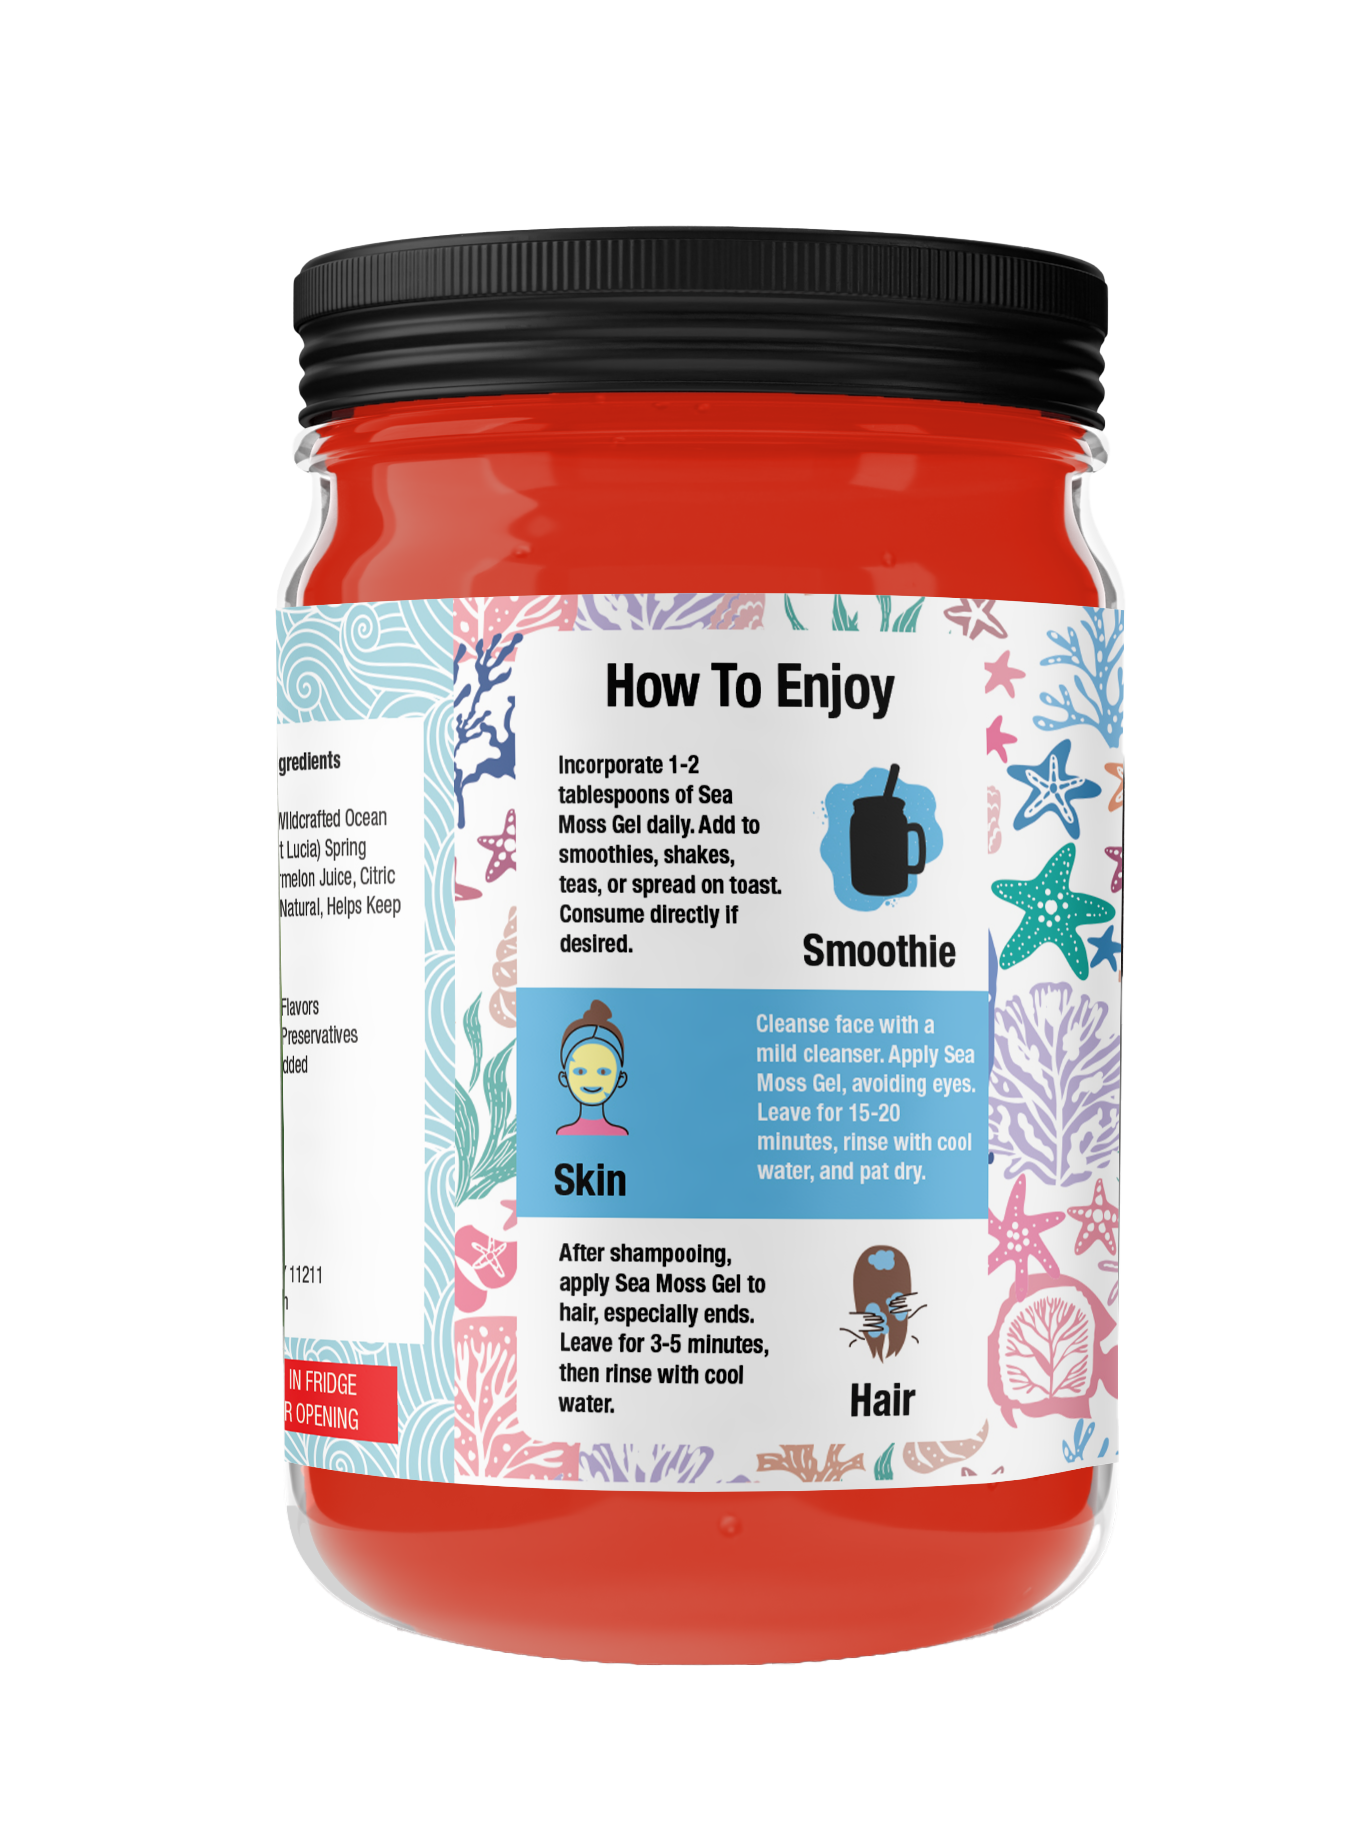 How To Enjoy
Incorporate 1-2
tablespoons of Sea
Moss Gel daily. Add to
smoothies, shakes,
teas, or spread on toast.
Consume directly if
desired.
Smoothie
Cleanse face with a
mild cleanser. Apply Sea
Moss Gel, avoiding eyes.
Leave for 15-20
minutes, rinse with cool
water, and pat dry.
Skin
After shampooing,
apply Sea Moss Gel to
hair, especially ends.
Leave for 3-5 minutes,
then rinse with cool
water.
Hair
gredients
Wildcrafted Ocean
t Lucia) Spring
rmelon Juice, Citric
Natural, Helps Keep
Flavors
Preservatives
dded
11211
h
IN FRIDGE
R OPENING